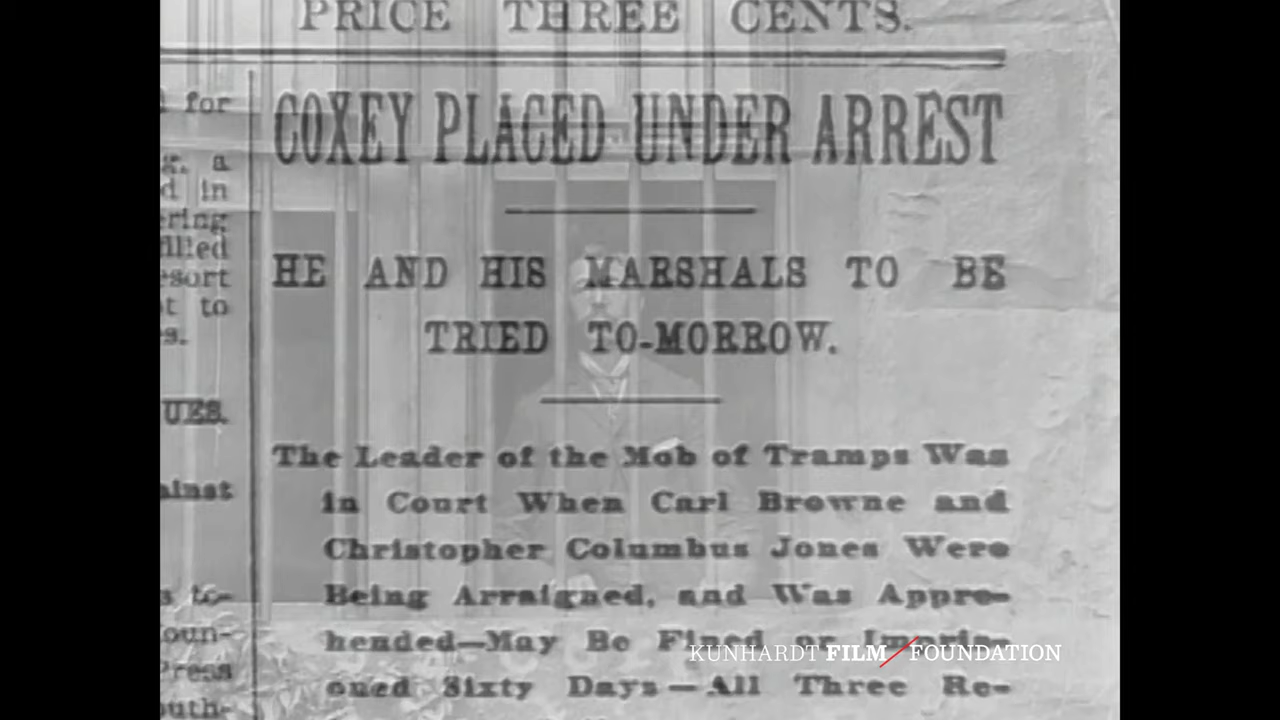 PRICE THREE CENTS.
COXEY PLACED UNDER ARREST
HE AND HIS MARSHALS TO BE
TRIED TO-MORROW.
The Leader of the Mob of Tramps Was
in Court When Carl Browne and
Christopher Columbus Jones Were
Being Arraigned, and Was Appre-
hended—May Be Fined or Impris-
oned Sixty Days—All Three Re-
for
a
in
to
KUNHARDT FILM/FOUNDATION